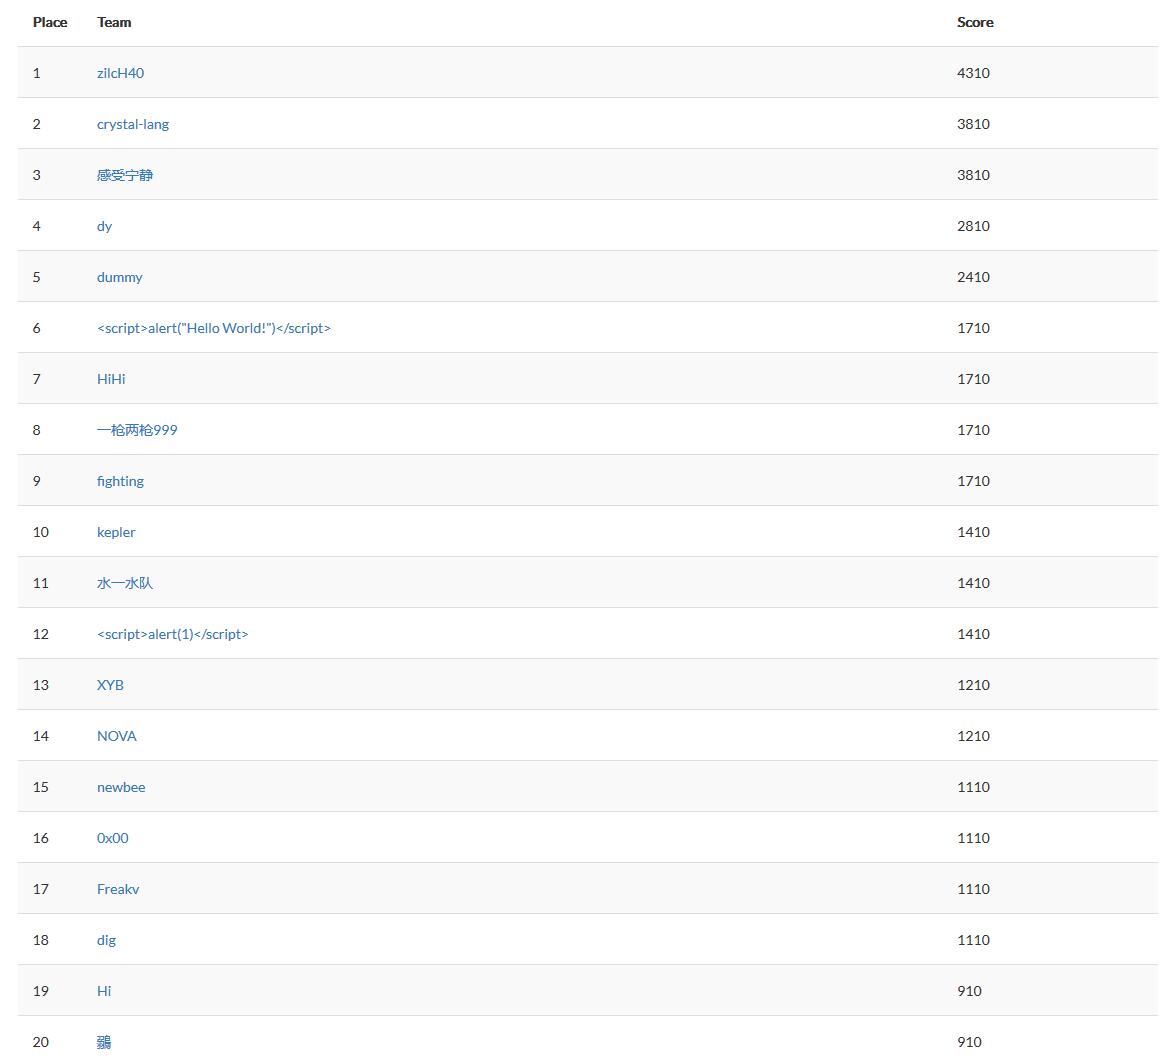 Place Team Score
1 zilcH40 4310
2 crystal-lang 3810
3 感受宁静 3810
4 dy 2810
5 dummy 2410
6 <script>alert("Hello World!")</script> 1710
7 HiHi 1710
8 一枪两枪999 1710
9 fighting 1710
10 kepler 1410
11 水一水队 1410
12 <script>alert(1)</script> 1410
13 XYB 1210
14 NOVA 1210
15 newbee 1110
16 0x00 1110
17 Freakv 1110
18 dig 1110
19 Hi 910
20 910